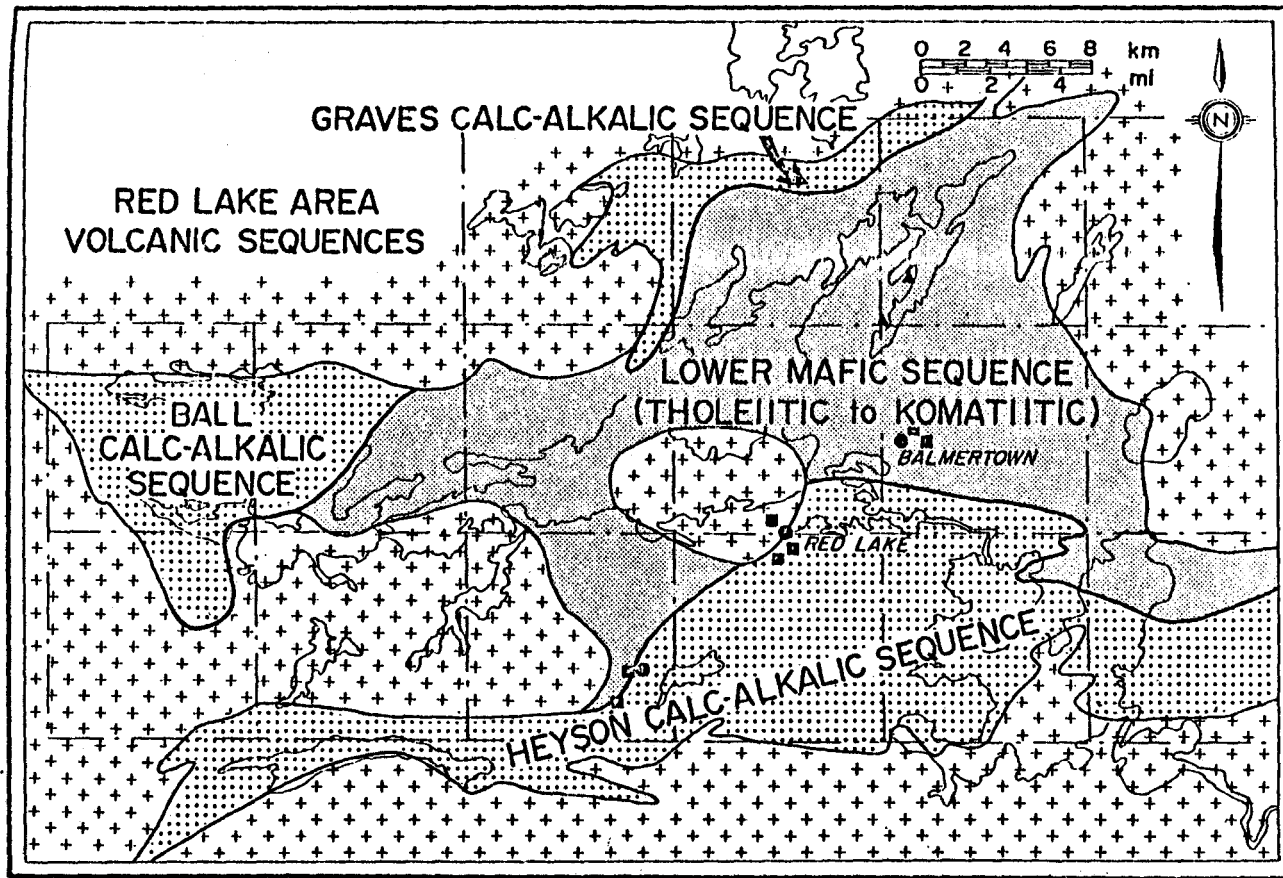 0 2 4 6 8 km
0 2 4 mi
N
GRAVES CALC-ALKALIC SEQUENCE
RED LAKE AREA
VOLCANIC SEQUENCES
LOWER MAFIC SEQUENCE
(THOLEIITIC to KOMATIITIC)
BALL
CALC-ALKALIC
SEQUENCE
BALMERTOWN
RED LAKE
HEYSON CALC-ALKALIC SEQUENCE